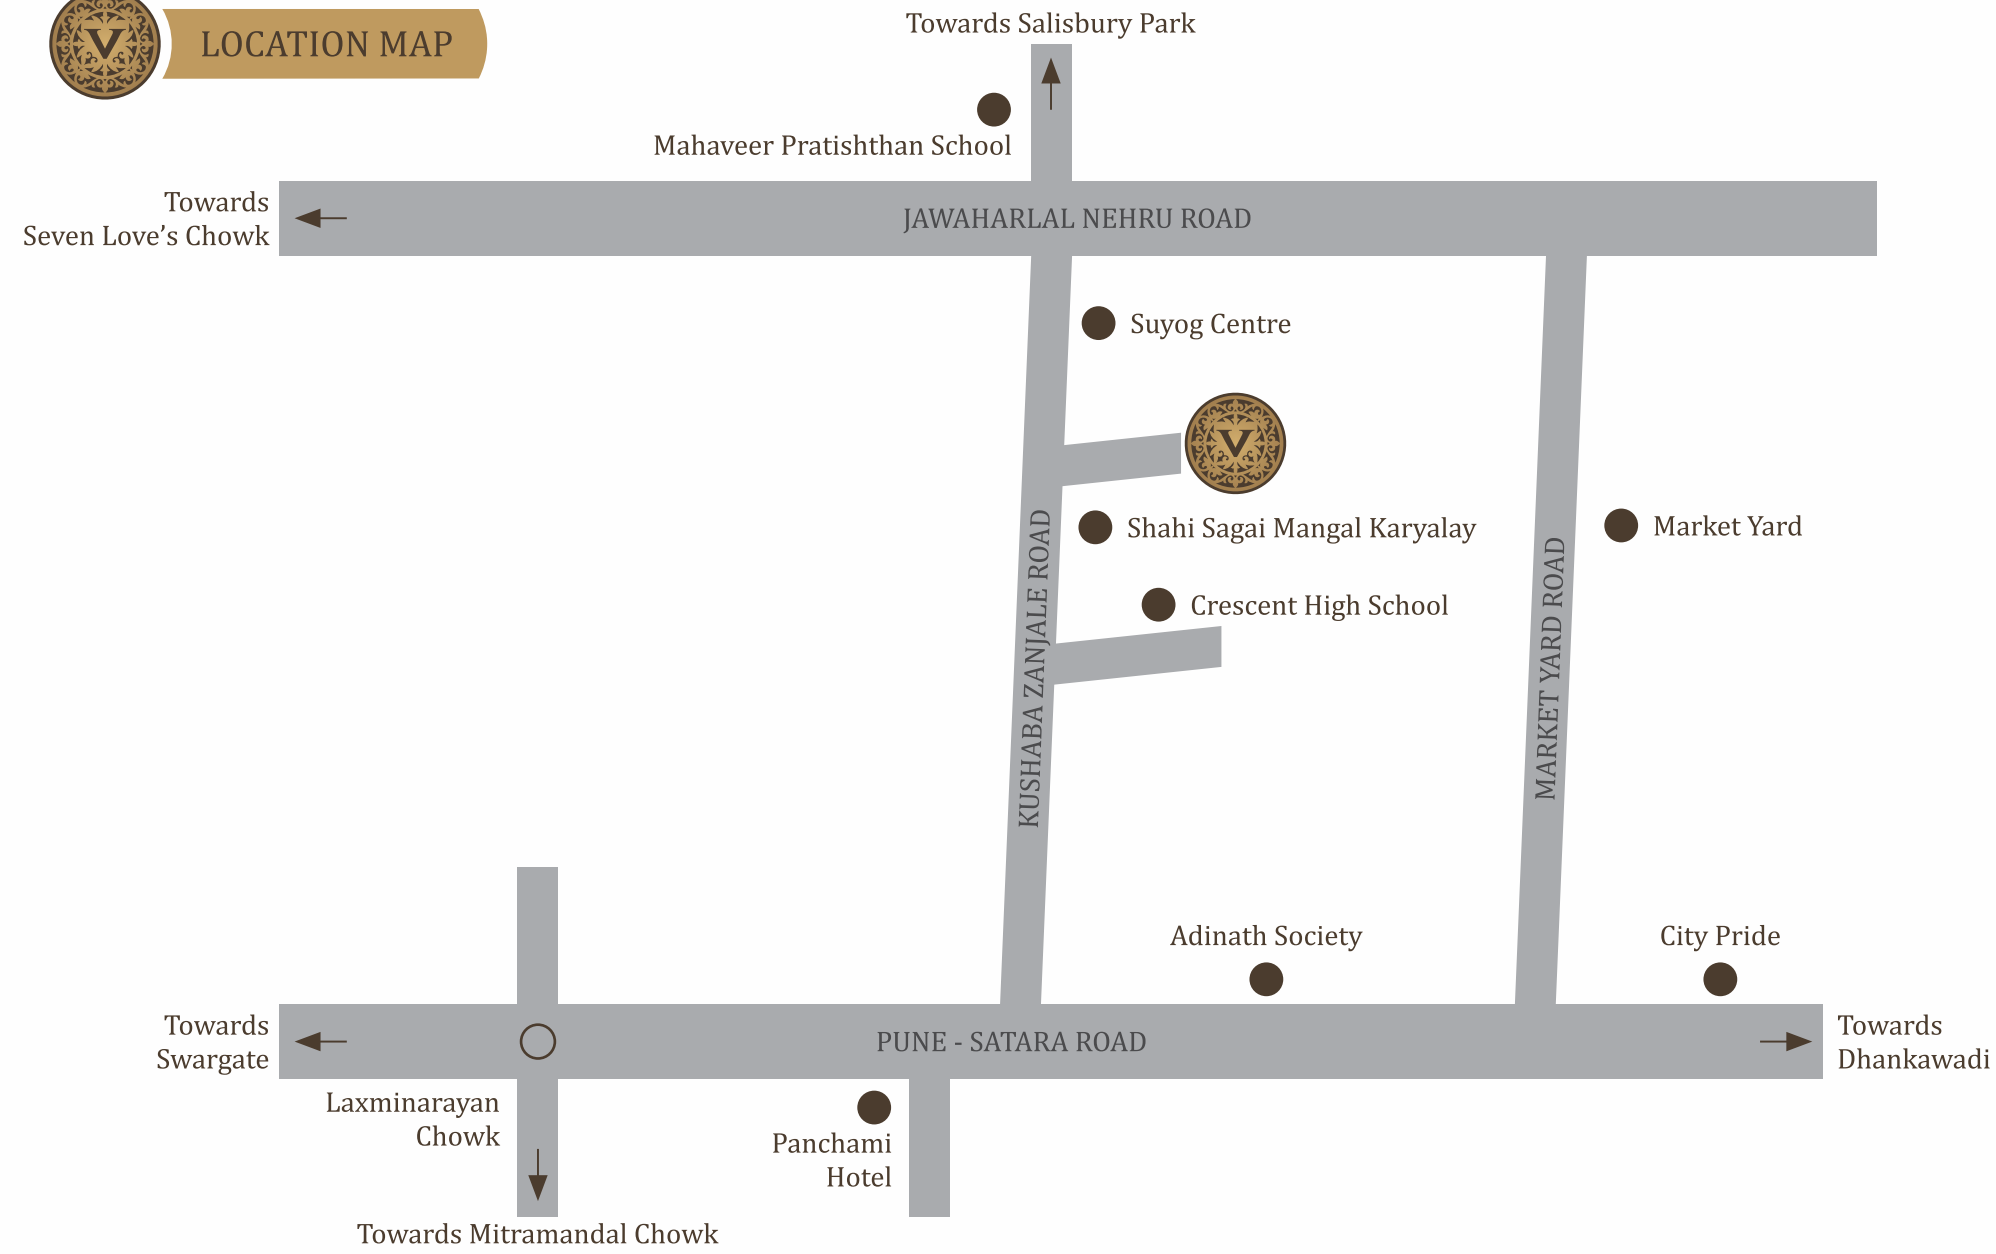 V
LOCATION MAP
Towards Salisbury Park
Mahaveer Pratishthan School
Towards
Seven Love’s Chowk
JAWAHARLAL NEHRU ROAD
Suyog Centre
V
Shahi Sagai Mangal Karyalay
Market Yard
Crescent High School
KUSHABA ZANJALE ROAD
MARKET YARD ROAD
Adinath Society
City Pride
Towards
Swargate
PUNE - SATARA ROAD
Towards
Dhankawadi
Laxminarayan
Chowk
Panchami
Hotel
Towards Mitramandal Chowk